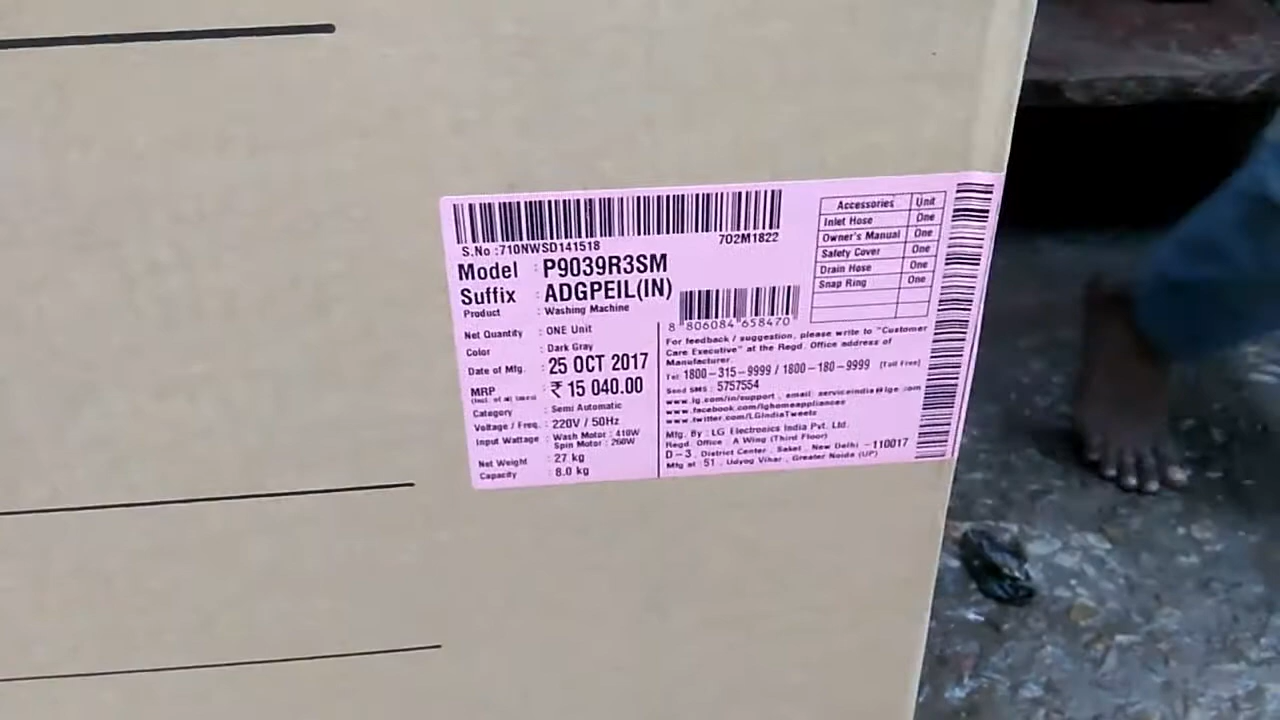 S.No :710NWSD141518
702M1822
Model : P9039R3SM
Suffix : ADGPEIL(IN)
Product : Washing Machine
Net Quantity : ONE Unit
Color : Dark Gray
Date of Mfg. : 25 OCT 2017
MRP : ₹ 15 040.00
(Incl. of all taxes)
Category : Semi Automatic
Voltage / Freq. : 220V / 50Hz
Input Wattage : Wash Motor : 410W
Spin Motor : 260W
Net Weight : 27 kg
Capacity : 8.0 kg
Accessories Unit
Inlet Hose One
Owner's Manual One
Safety Cover One
Drain Hose One
Snap Ring One
8 806084 658470
For feedback / suggestion, please write to "Customer
Care Executive" at the Regd. Office address of
Manufacturer.
Tel: 1800-315-9999 / 1800-180-9999 (Toll Free)
Send SMS : 5757554
www.lg.com/in/support , email: serviceindia@lge.com
www.facebook.com/lghomeappliances
www.twitter.com/LGIndiaTweets
Mfg. By : LG Electronics India Pvt. Ltd.
Regd. Office : A Wing (Third Floor)
D-3, District Center , Saket , New Delhi -110017
Mfg at : 51 , Udyog Vihar , Greater Noida (UP)